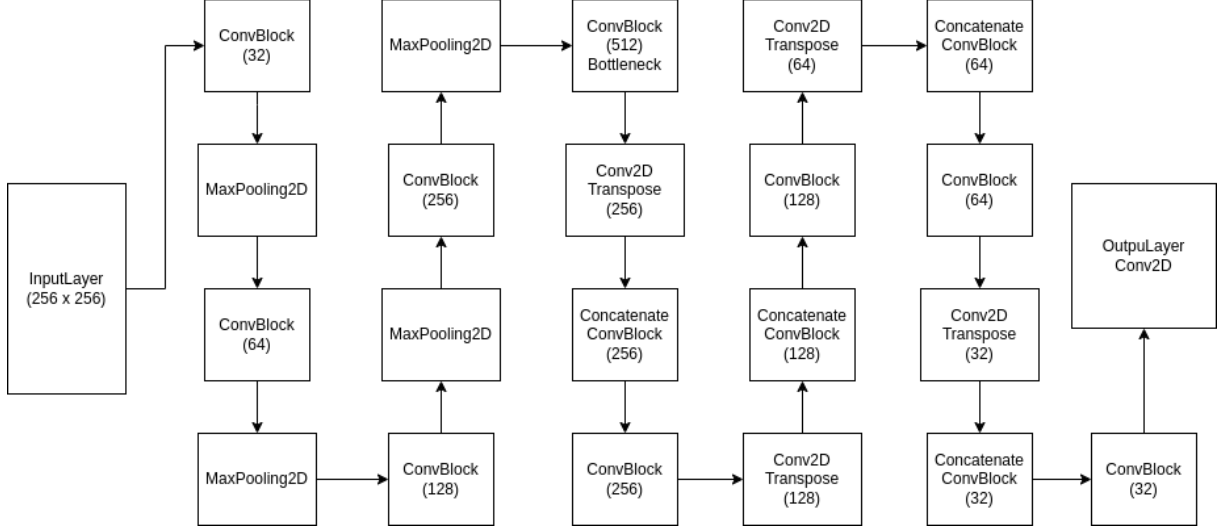 InputLayer
(256 x 256)
ConvBlock
(32)
MaxPooling2D
ConvBlock
(64)
MaxPooling2D
ConvBlock
(128)
MaxPooling2D
ConvBlock
(256)
MaxPooling2D
ConvBlock
(512)
Bottleneck
Conv2D
Transpose
(256)
Concatenate
ConvBlock
(256)
ConvBlock
(256)
Conv2D
Transpose
(128)
Concatenate
ConvBlock
(128)
ConvBlock
(128)
Conv2D
Transpose
(64)
Concatenate
ConvBlock
(64)
ConvBlock
(64)
Conv2D
Transpose
(32)
Concatenate
ConvBlock
(32)
ConvBlock
(32)
OutpuLayer
Conv2D